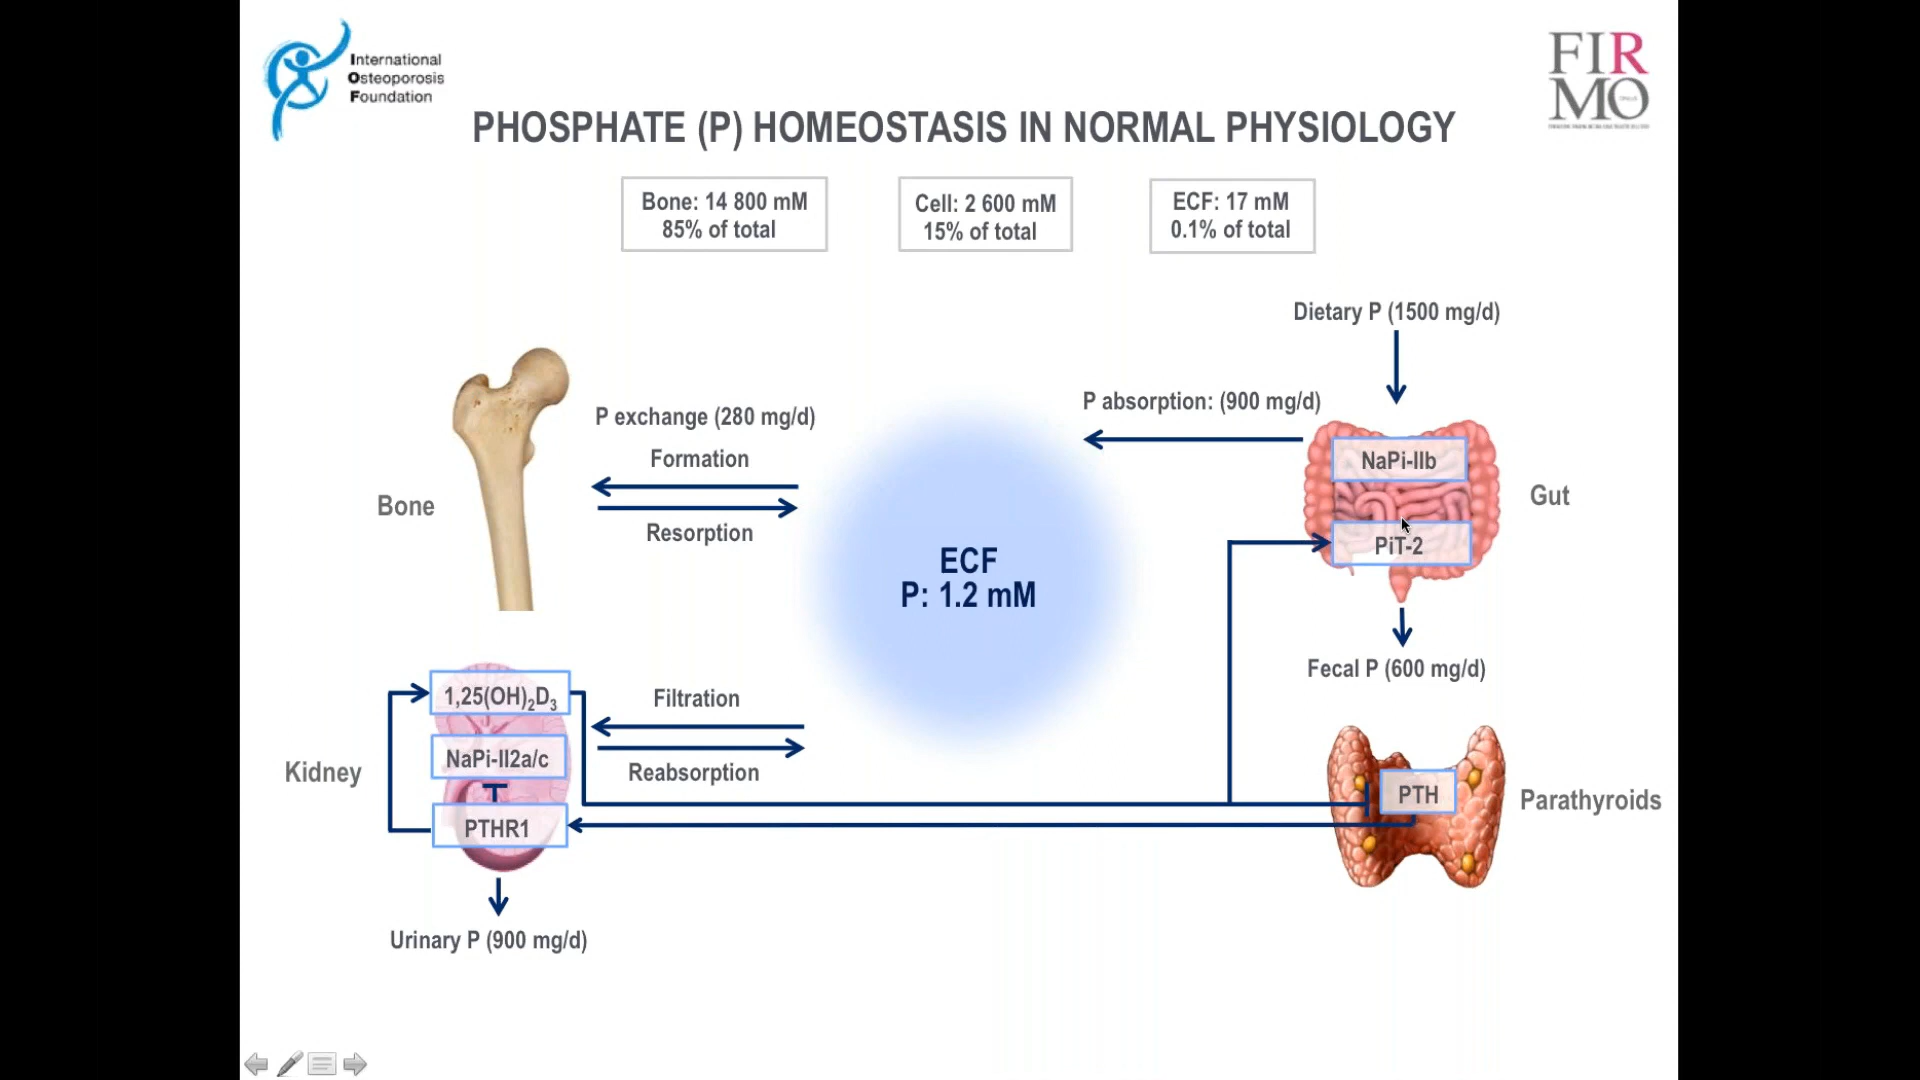 International
Osteoporosis
Foundation
FIR
MO
PHOSPHATE (P) HOMEOSTASIS IN NORMAL PHYSIOLOGY
Bone: 14 800 mM
85% of total
Cell: 2 600 mM
15% of total
ECF: 17 mM
0.1% of total
Dietary P (1500 mg/d)
P absorption: (900 mg/d)
P exchange (280 mg/d)
Formation
Resorption
Bone
NaPi-IIb
PiT-2
Gut
ECF
P: 1.2 mM
Fecal P (600 mg/d)
1,25(OH)₂D₃
NaPi-II2a/c
PTHR1
Kidney
Filtration
Reabsorption
PTH
Parathyroids
Urinary P (900 mg/d)